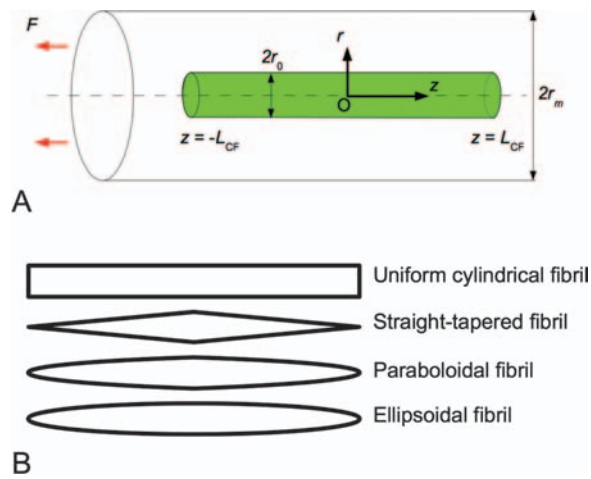 F
2r0
r
z
O
2rm
z = -LCF
z = LCF
A
Uniform cylindrical fibril
Straight-tapered fibril
Paraboloidal fibril
Ellipsoidal fibril
B